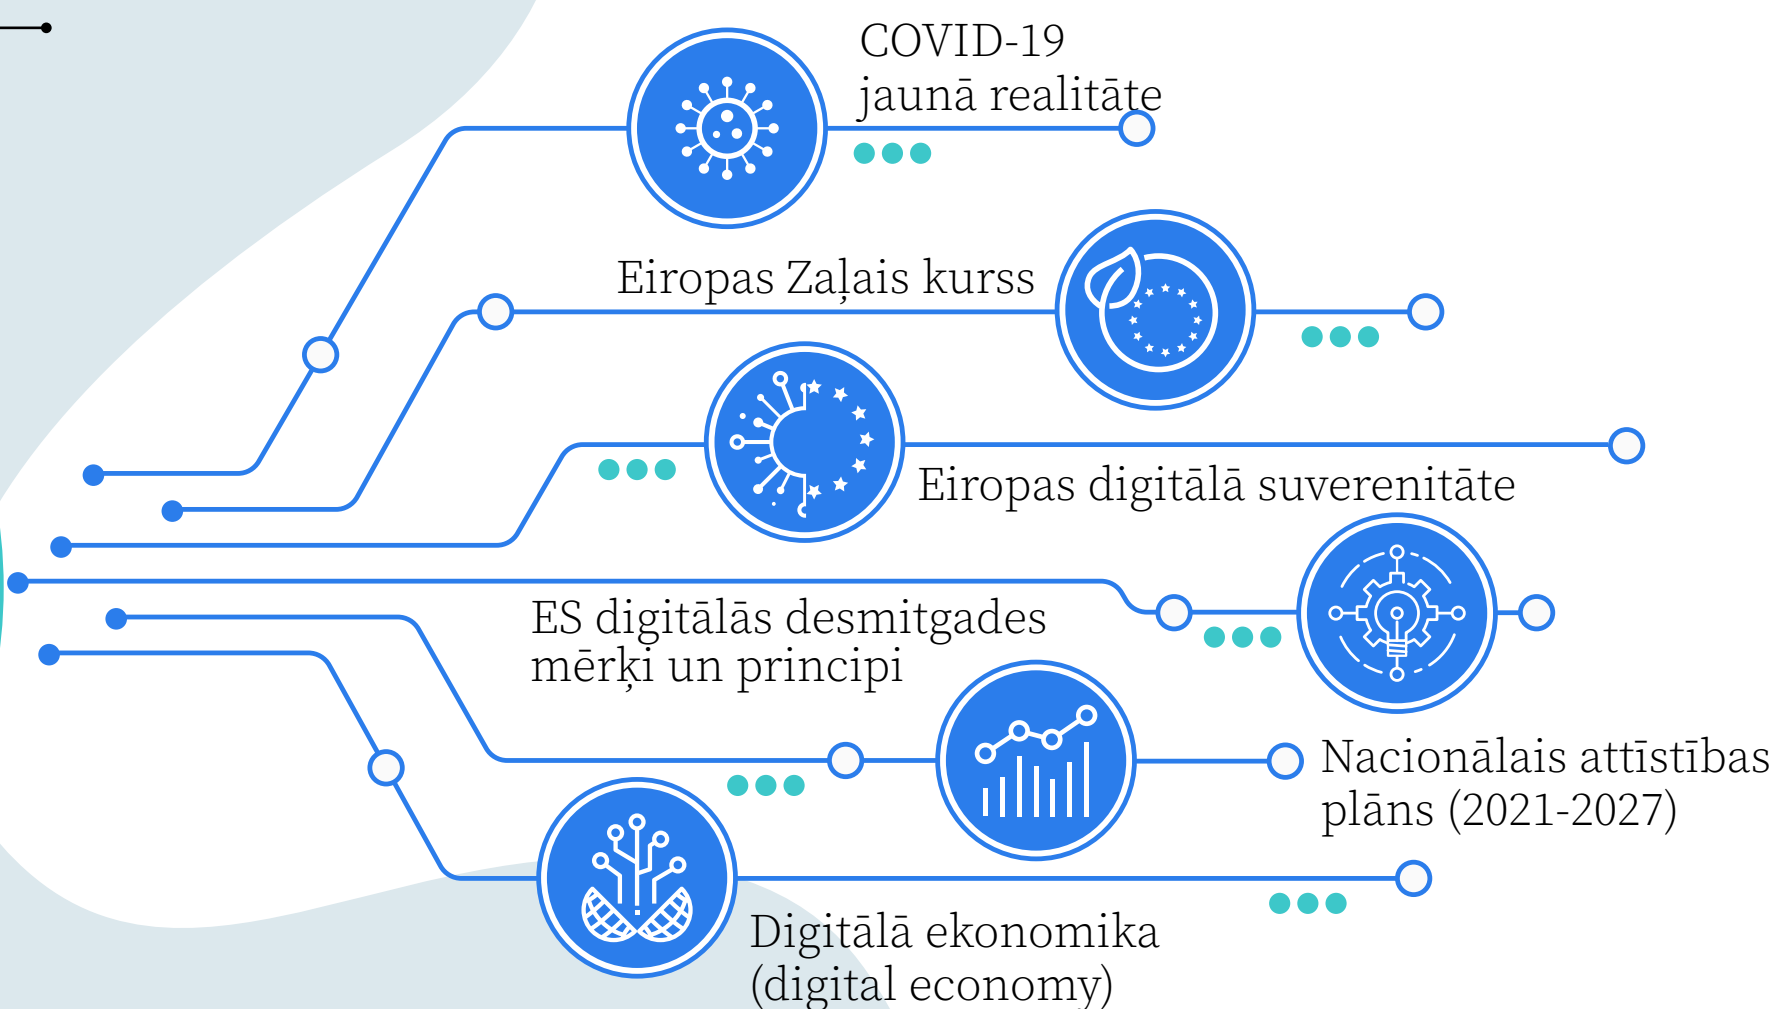 COVID-19
jaunā realitāte
Eiropas Zaļais kurss
Eiropas digitālā suverenitāte
ES digitālās desmitgades
mērķi un principi
Nacionālais attīstības
plāns (2021-2027)
Digitālā ekonomika
(digital economy)